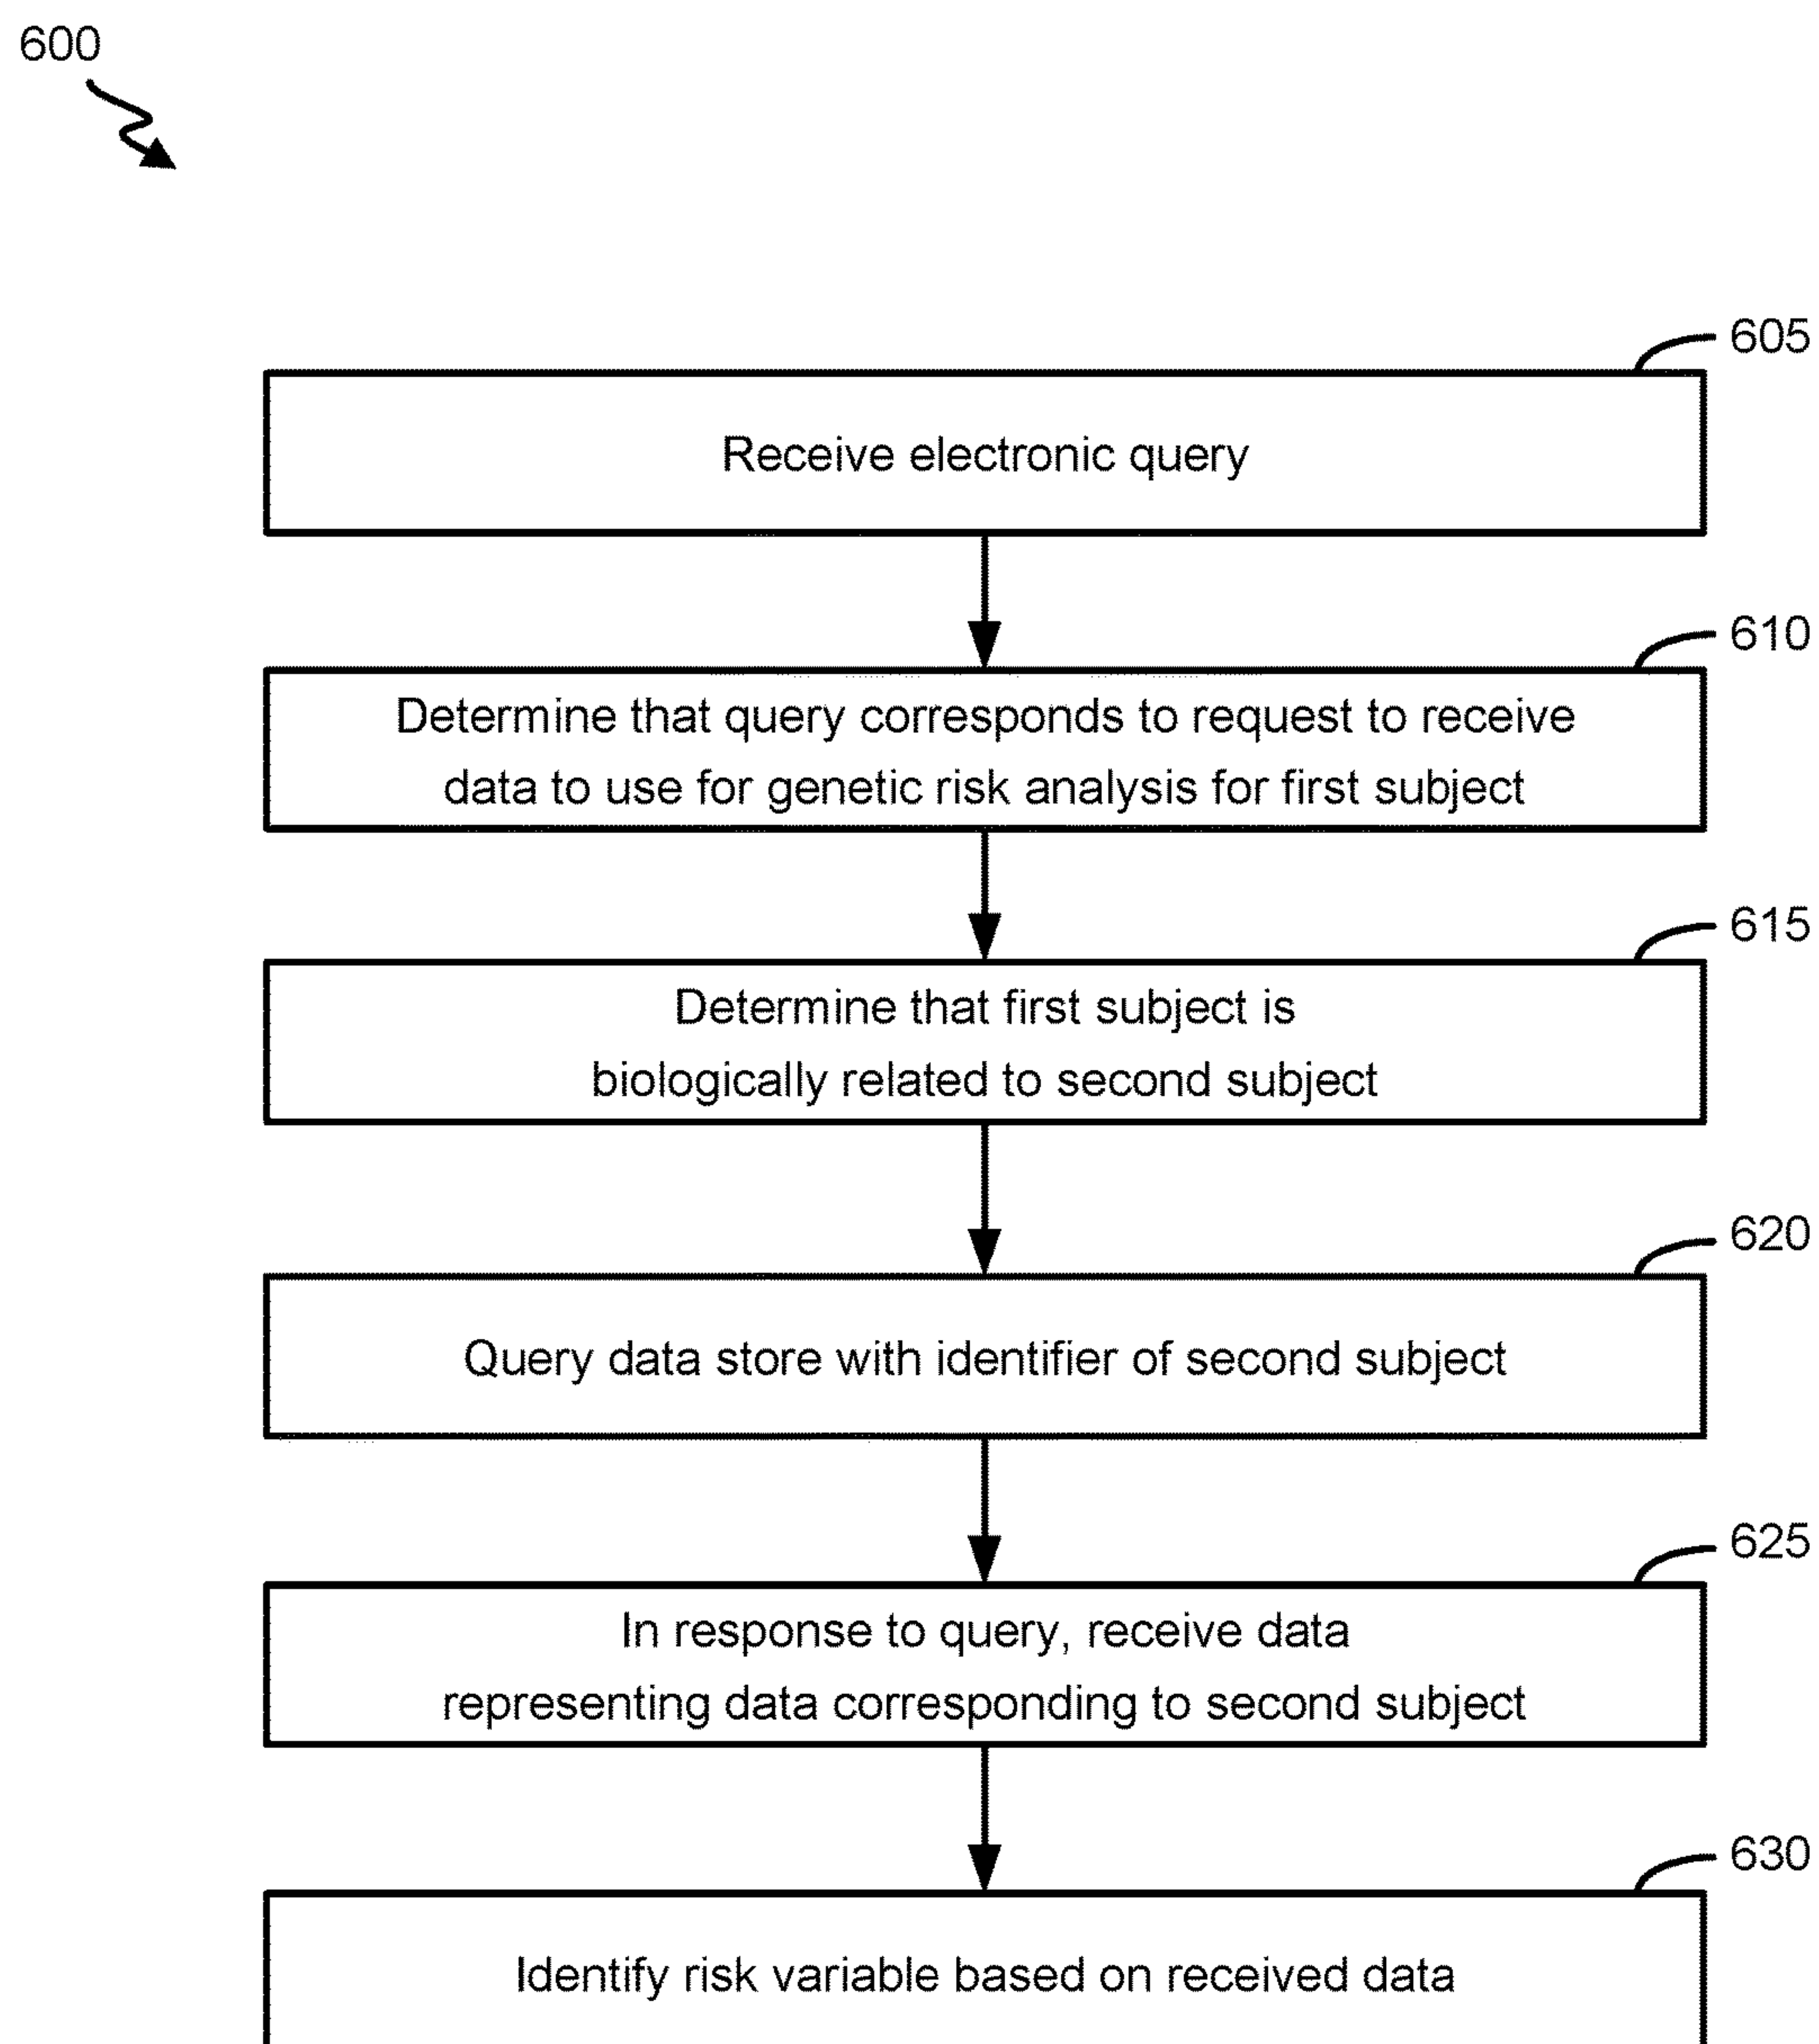 600
605
Receive electronic query
610
Determine that query corresponds to request to receive
data to use for genetic risk analysis for first subject
615
Determine that first subject is
biologically related to second subject
620
Query data store with identifier of second subject
625
In response to query, receive data
representing data corresponding to second subject
630
Identify risk variable based on received data